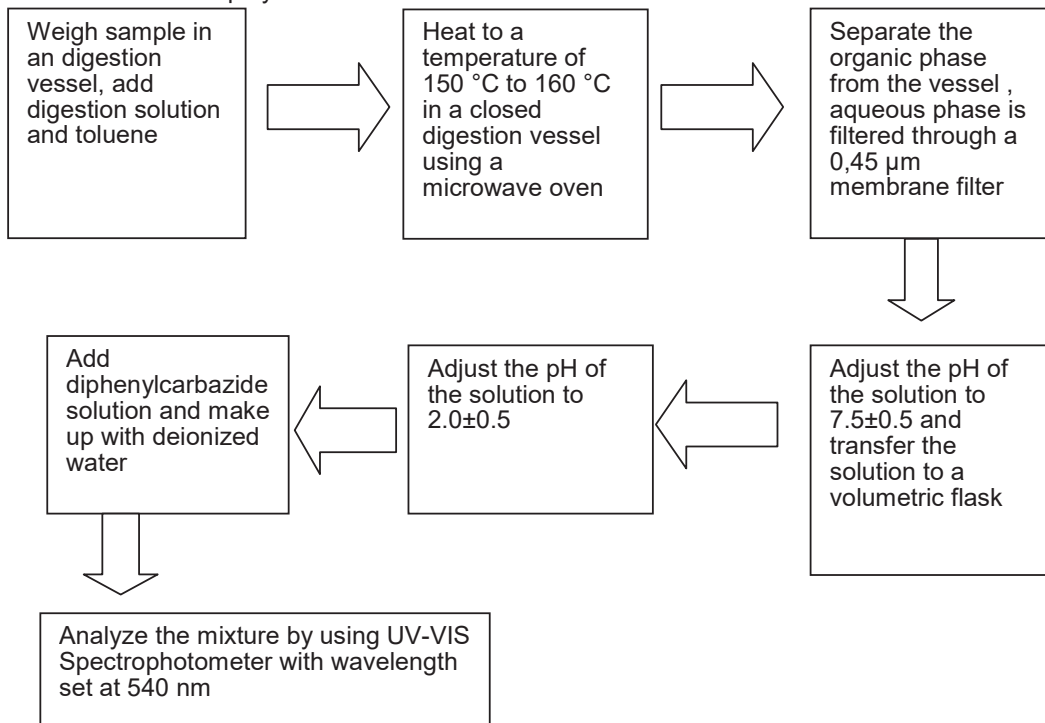 Weigh sample in
an digestion
vessel, add
digestion solution
and toluene
Heat to a
temperature of
150 °C to 160 °C
in a closed
digestion vessel
using a
microwave oven
Separate the
organic phase
from the vessel ,
aqueous phase is
filtered through a
0,45 µm
membrane filter
Adjust the pH of
the solution to
7.5±0.5 and
transfer the
solution to a
volumetric flask
Adjust the pH of
the solution to
2.0±0.5
Add
diphenylcarbazide
solution and make
up with deionized
water
Analyze the mixture by using UV-VIS
Spectrophotometer with wavelength
set at 540 nm